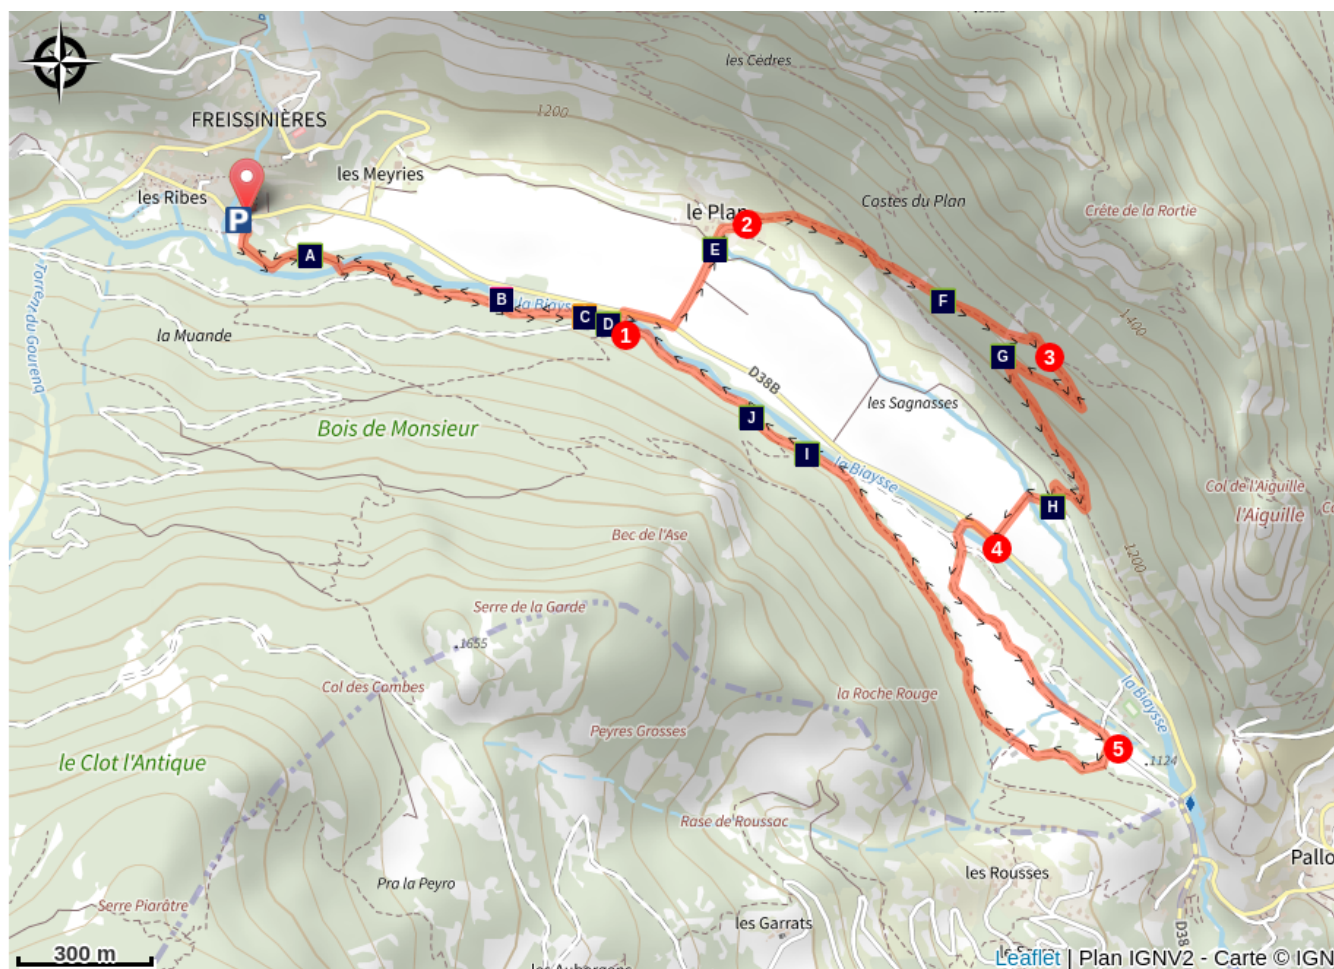 les Cèdres
1200
FREISSINIÈRES
les Meyries
les Ribes
P
le Plan
2
Costes du Plan
Crête de la Rortie
E
A
B
la Biays
C
D
1
F
1400
Torrent du Gourenq
la Muande
G
3
D38B
les Sagnasses
J
Bois de Monsieur
I
la Biaysse
Col de l'Aiguille
l'Aiguille
H
Bec de l'Ase
4
1200
Serre de la Garde
.1655
Col des Combes
la Roche Rouge
la Biaysse
Peyres Grosses
5
.1124
le Clot l'Antique
Rase de Roussac
Pallo
les Rousses
Pra la Peyro
Serre Piarâtre
les Garrats
D38
300 m
Leaflet | Plan IGNV2 - Carte © IGN